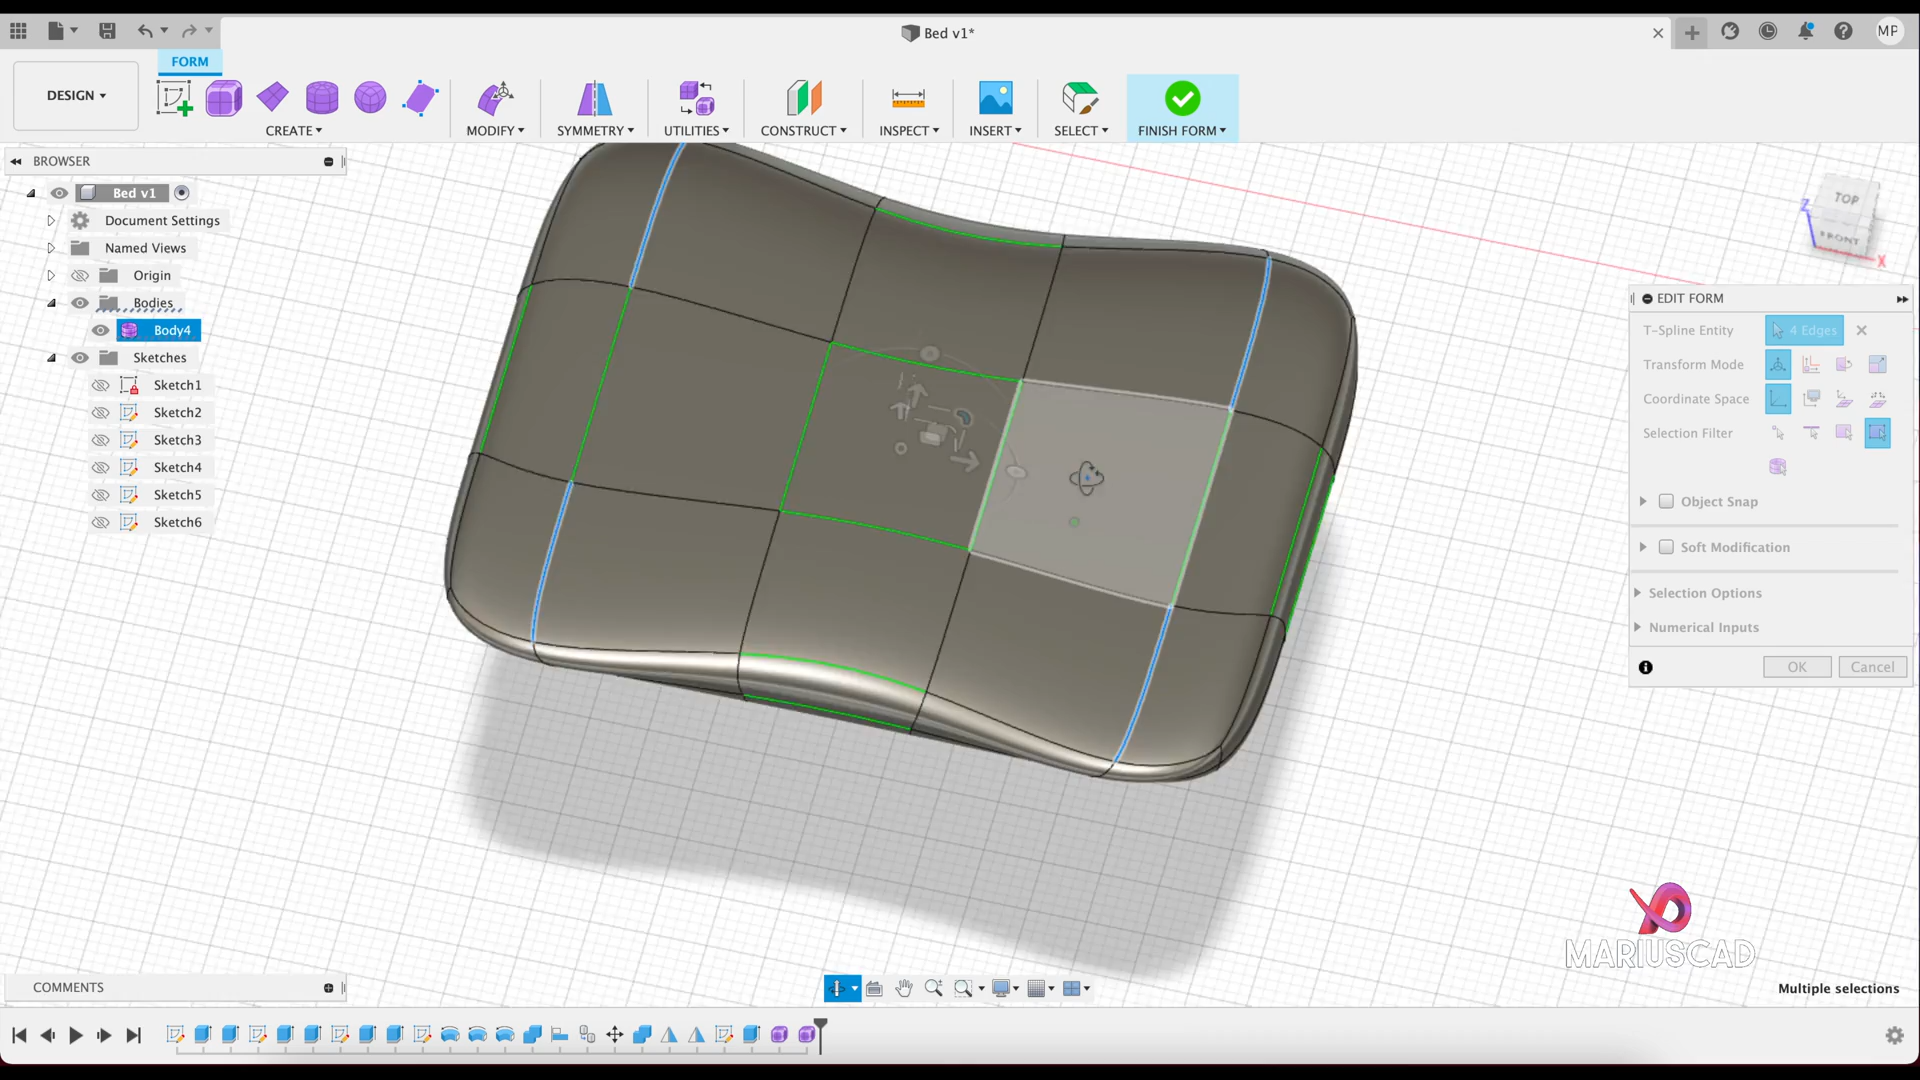 Bed v1*
MP
FORM
DESIGN
CREATE
MODIFY
SYMMETRY
UTILITIES
CONSTRUCT
INSPECT
INSERT
SELECT
FINISH FORM
BROWSER
Bed v1
Document Settings
Named Views
Origin
Bodies
Body4
Sketches
Sketch1
Sketch2
Sketch3
Sketch4
Sketch5
Sketch6
TOP
FRONT
Z
X
EDIT FORM
T-Spline Entity
4 Edges
Transform Mode
Coordinate Space
Selection Filter
Object Snap
Soft Modification
Selection Options
Numerical Inputs
OK
Cancel
MARIUSCAD
COMMENTS
Multiple selections